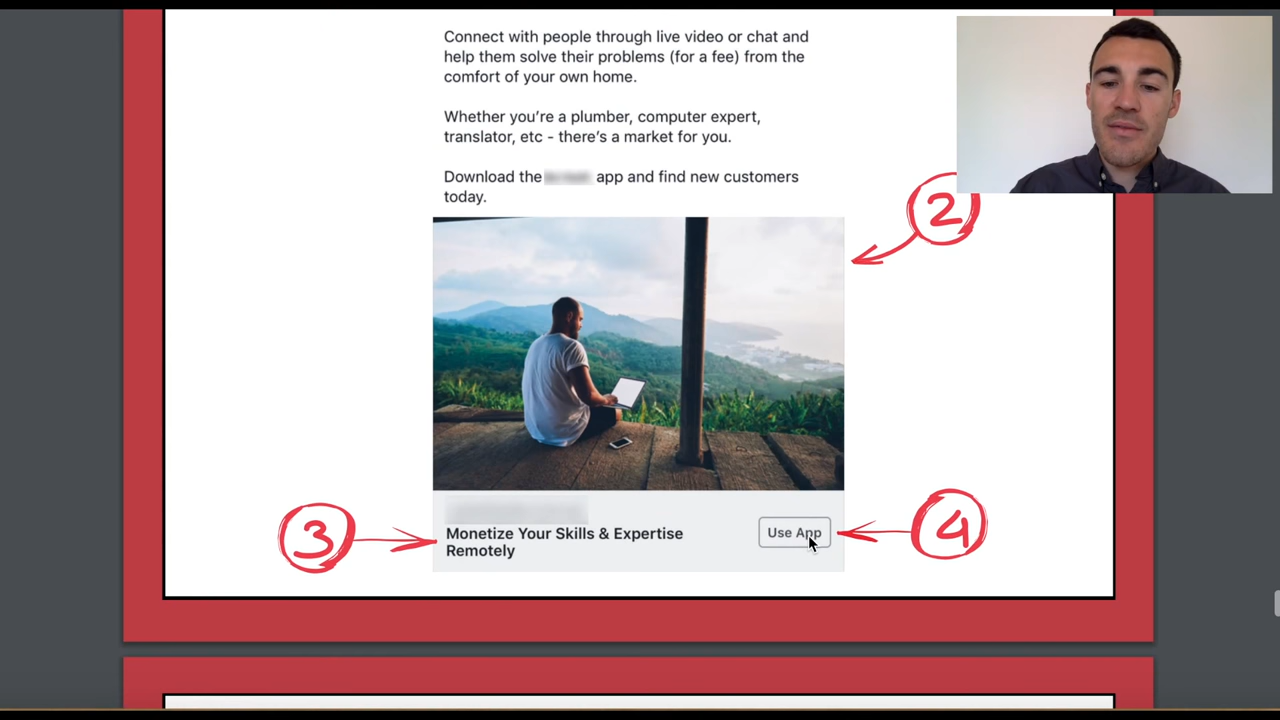 Connect with people through live video or chat and
help them solve their problems (for a fee) from the
comfort of your own home.
Whether you’re a plumber, computer expert,
translator, etc - there’s a market for you.
Download the app and find new customers
today.
2
3
Monetize Your Skills & Expertise
Remotely
Use App
4